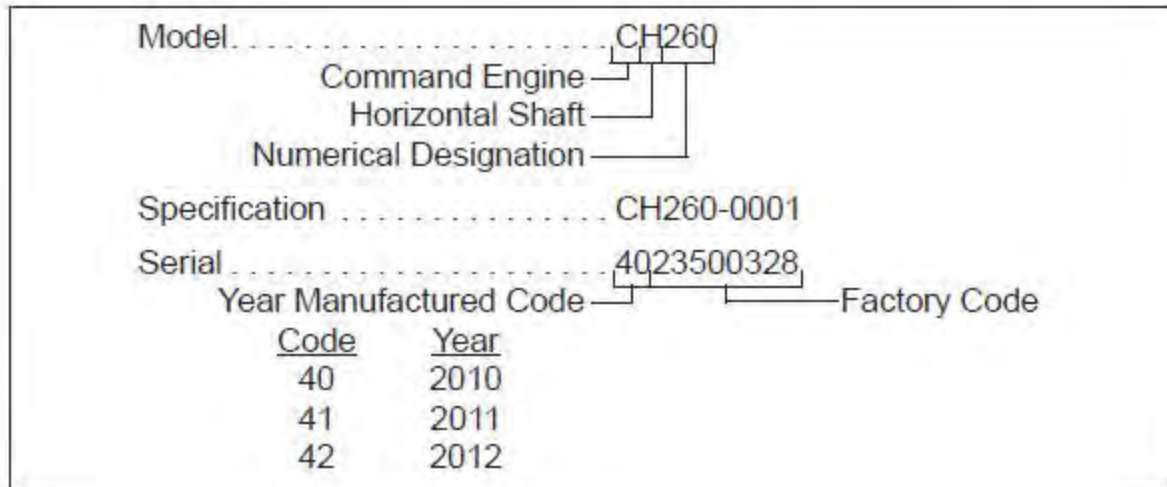 Model. . . . . . . . . . . . . . . . . . . . . CH260
Command Engine
Horizontal Shaft
Numerical Designation
Specification . . . . . . . . . . . . . . . CH260-0001
Serial . . . . . . . . . . . . . . . . . . . . . 4023500328
Year Manufactured Code Factory Code
Code Year
40 2010
41 2011
42 2012